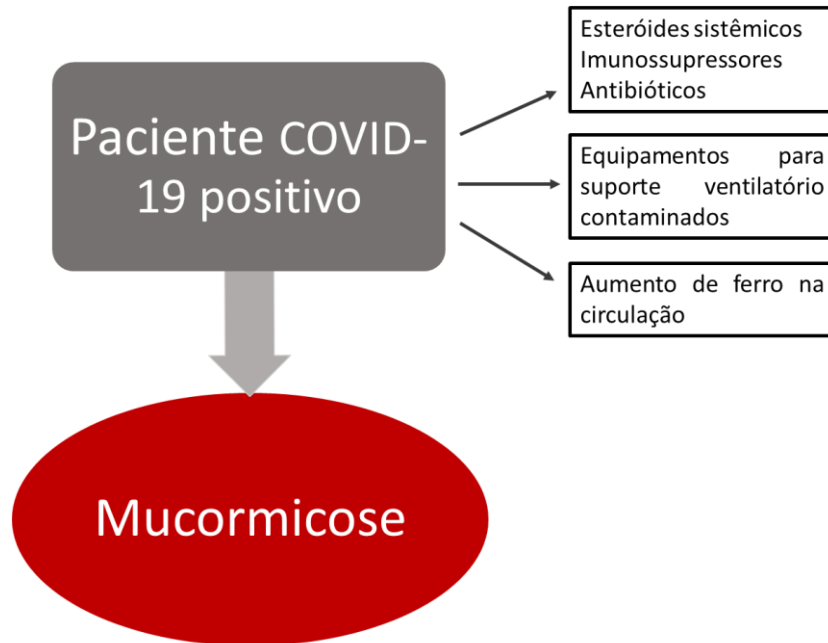 Paciente COVID-
19 positivo
Esteróides sistêmicos
Imunossupressores
Antibióticos
Equipamentos para
suporte ventilatório
contaminados
Aumento de ferro na
circulação
Mucormicose